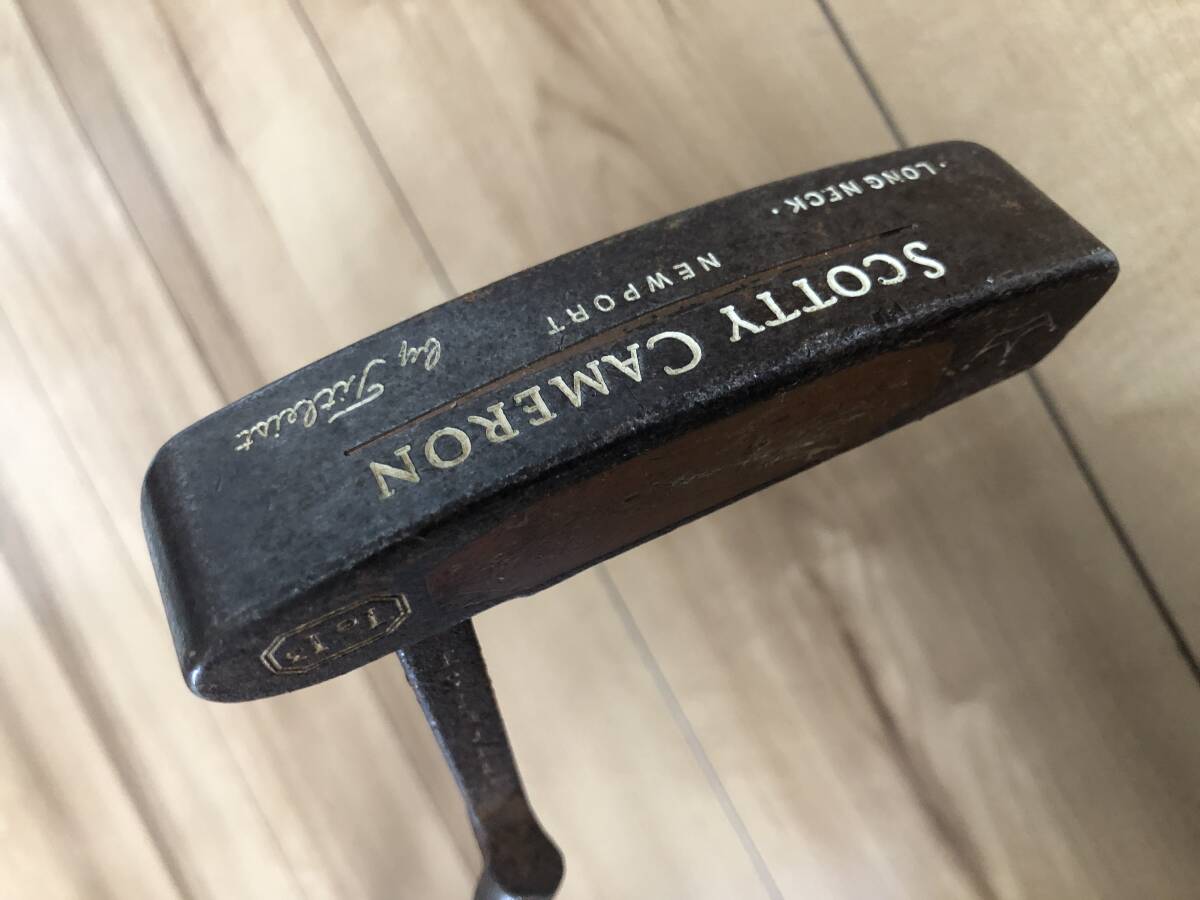 SCOTTY CAMERON
NEWPORT
by Titleist
· LONG NECK ·